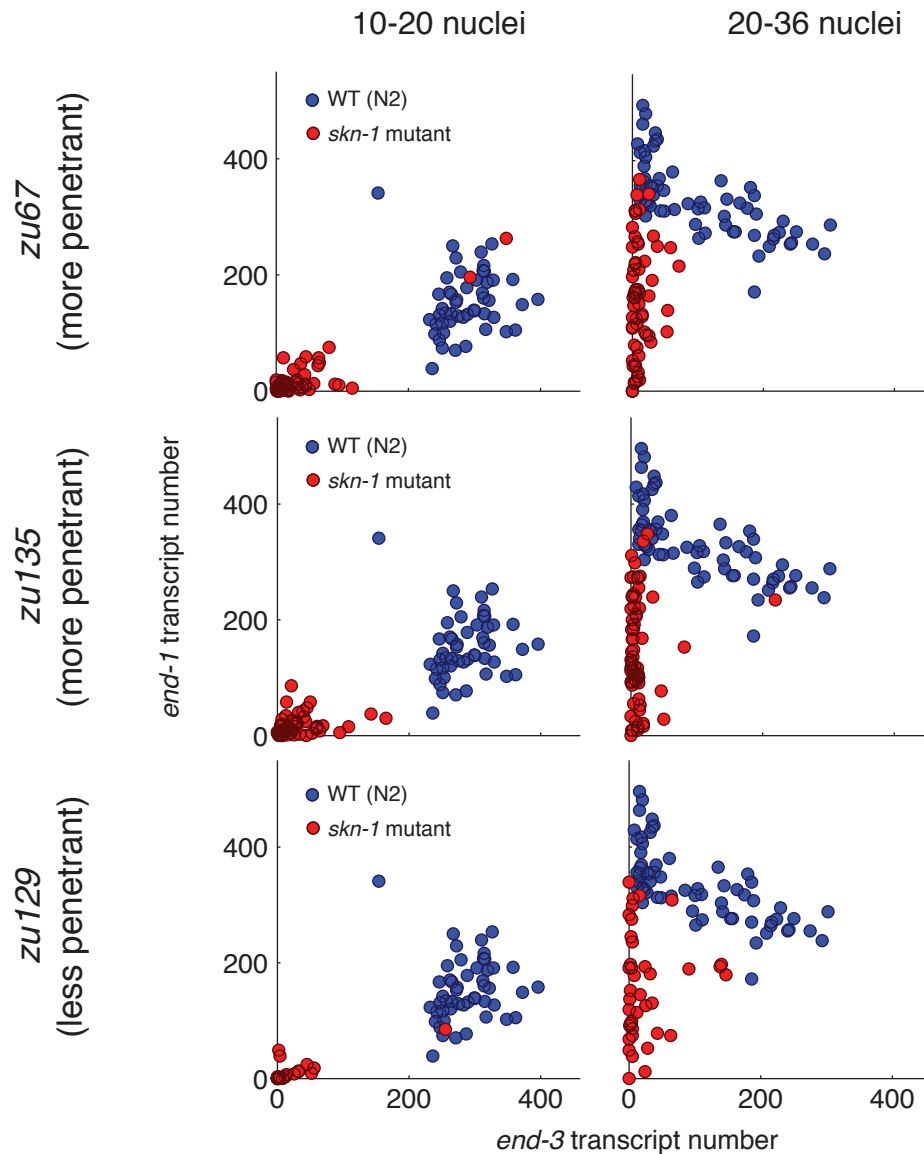 10-20 nuclei
20-36 nuclei
zu67
(more penetrant)
WT (N2)
skn-1 mutant
400
200
0
zu135
(more penetrant)
end-1 transcript number
WT (N2)
skn-1 mutant
400
200
0
zu129
(less penetrant)
WT (N2)
skn-1 mutant
400
200
0
0
200
400
0
200
400
end-3 transcript number